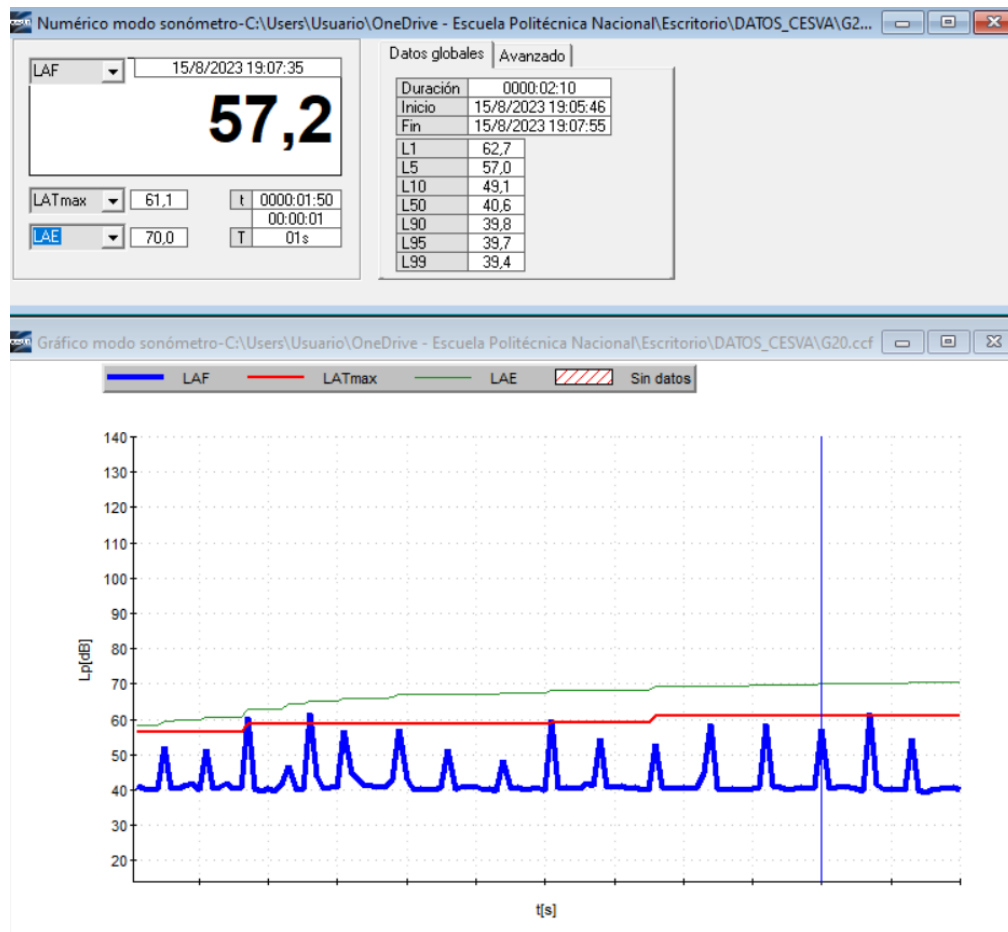 Numérico modo sonómetro-C:\Users\Usuario\OneDrive - Escuela Politécnica Nacional\Escritorio\DATOS_CESVA\G2...
LAF 15/8/2023 19:07:35
57,2
LATmax 61,1 t 0000:01:50
00:00:01
LAE 70,0 T 01s
Datos globales Avanzado
Duración 0000:02:10
Inicio 15/8/2023 19:05:46
Fin 15/8/2023 19:07:55
L1 62,7
L5 57,0
L10 49,1
L50 40,6
L90 39,8
L95 39,7
L99 39,4
Gráfico modo sonómetro-C:\Users\Usuario\OneDrive - Escuela Politécnica Nacional\Escritorio\DATOS_CESVA\G20.ccf
LAF LATmax LAE Sin datos
140
130
120
110
100
90
80
70
60
50
40
30
20
Lp[dB]
t[s]